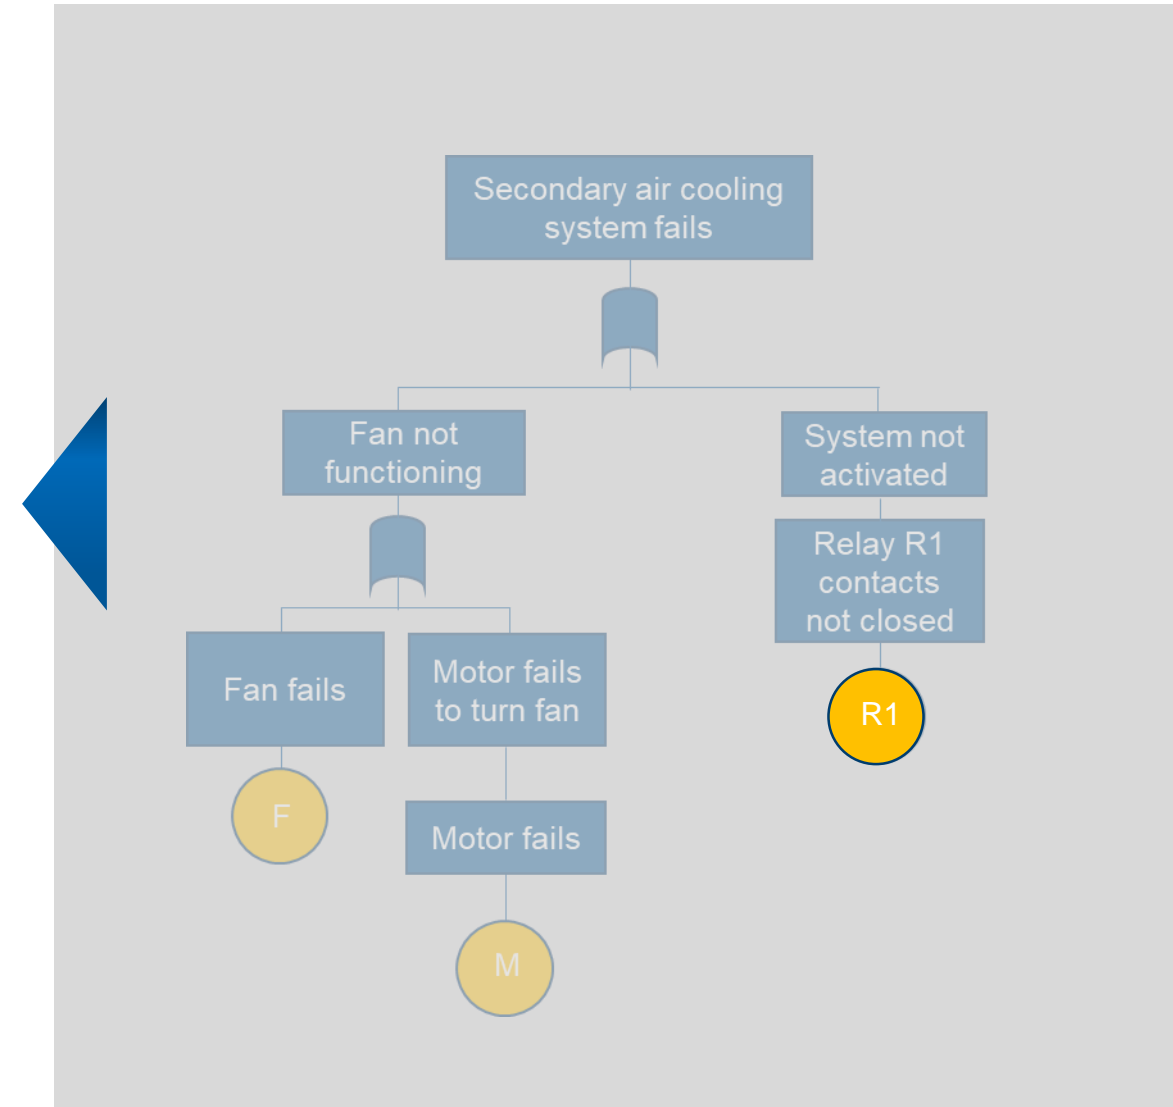 Secondary air cooling
system fails
Fan not
functioning
System not
activated
Relay R1
contacts
not closed
Fan fails
Motor fails
to turn fan
R1
F
Motor fails
M